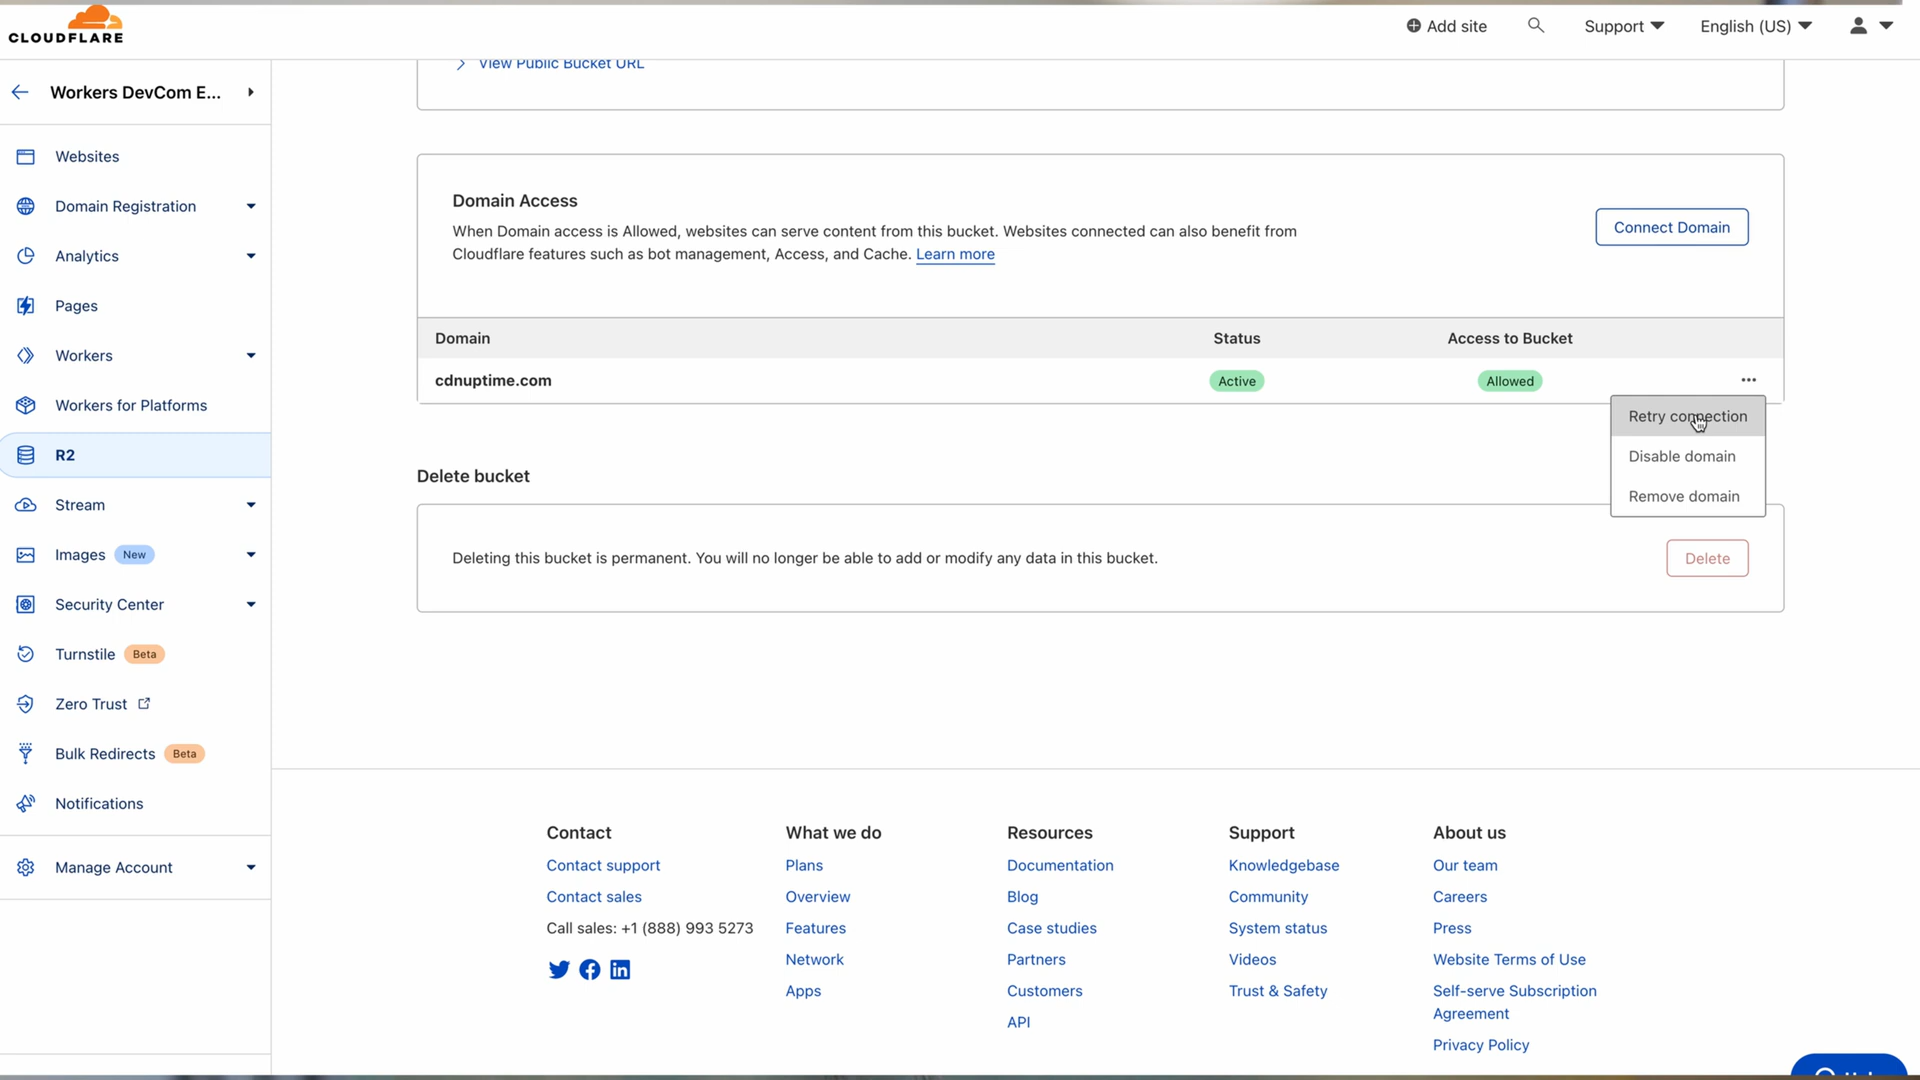 CLOUDFLARE
Add site
Support
English (US)
Workers DevCom E...
Websites
Domain Registration
Analytics
Pages
Workers
Workers for Platforms
R2
Stream
Images New
Security Center
Turnstile Beta
Zero Trust
Bulk Redirects Beta
Notifications
Manage Account
View Public Bucket URL
Domain Access
When Domain access is Allowed, websites can serve content from this bucket. Websites connected can also benefit from
Cloudflare features such as bot management, Access, and Cache. Learn more
Connect Domain
Domain Status Access to Bucket
cdnuptime.com Active Allowed
Retry connection
Disable domain
Remove domain
Delete bucket
Deleting this bucket is permanent. You will no longer be able to add or modify any data in this bucket.
Delete
Contact
Contact support
Contact sales
Call sales: +1 (888) 993 5273
What we do
Plans
Overview
Features
Network
Apps
Resources
Documentation
Blog
Case studies
Partners
Customers
API
Support
Knowledgebase
Community
System status
Videos
Trust & Safety
About us
Our team
Careers
Press
Website Terms of Use
Self-serve Subscription
Agreement
Privacy Policy